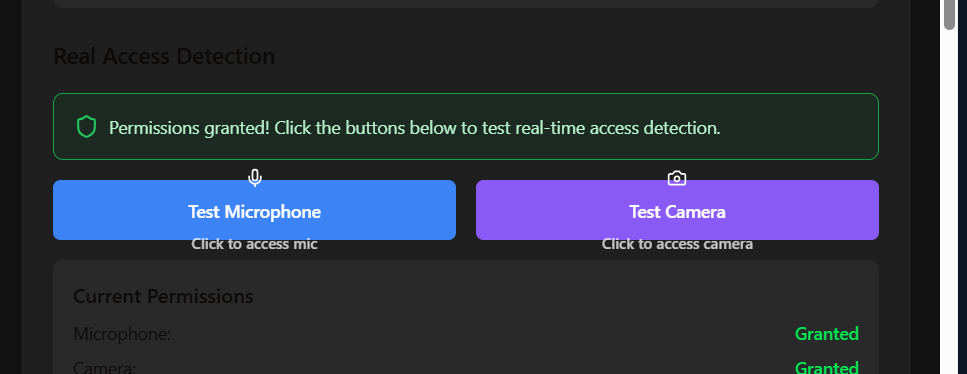 Real Access Detection
Permissions granted! Click the buttons below to test real-time access detection.
Test Microphone
Click to access mic
Test Camera
Click to access camera
Current Permissions
Microphone: Granted
Camera: Granted